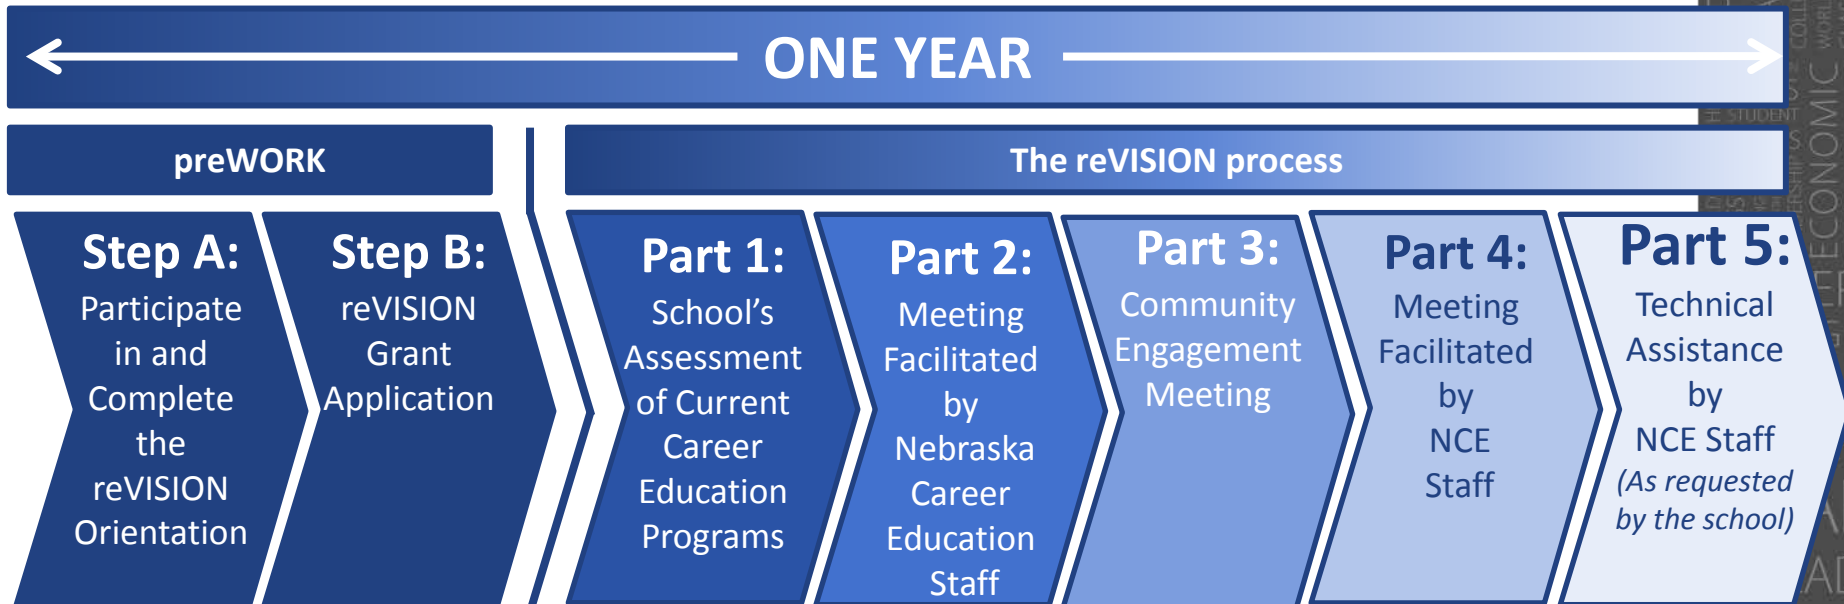 ONE YEAR
preWORK
The reVISION process
Step A:
Participate
in and
Complete
the
reVISION
Orientation
Step B:
reVISION
Grant
Application
Part 1:
School’s
Assessment
of Current
Career
Education
Programs
Part 2:
Meeting
Facilitated
by
Nebraska
Career
Education
Staff
Part 3:
Community
Engagement
Meeting
Part 4:
Meeting
Facilitated
by
NCE
Staff
Part 5:
Technical
Assistance
by
NCE Staff
(As requested
by the school)
STUDENT
ECONOMIC